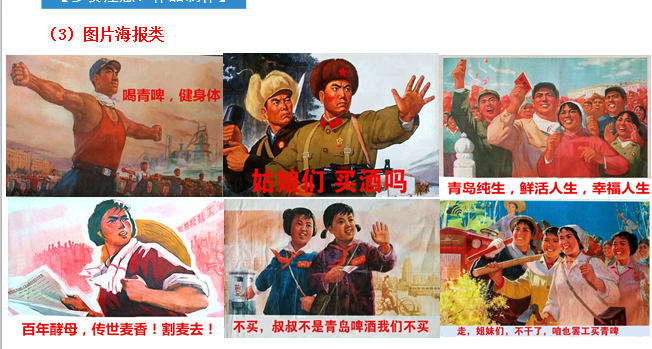 （3）图片海报类
喝青啤，健身体
姑娘们 买酒吗
青岛纯生，鲜活人生，幸福人生
百年酵母，传世麦香！割麦去！
不买，叔叔不是青岛啤酒我们不买
走，姐妹们，不干了，咱也罢工买青啤